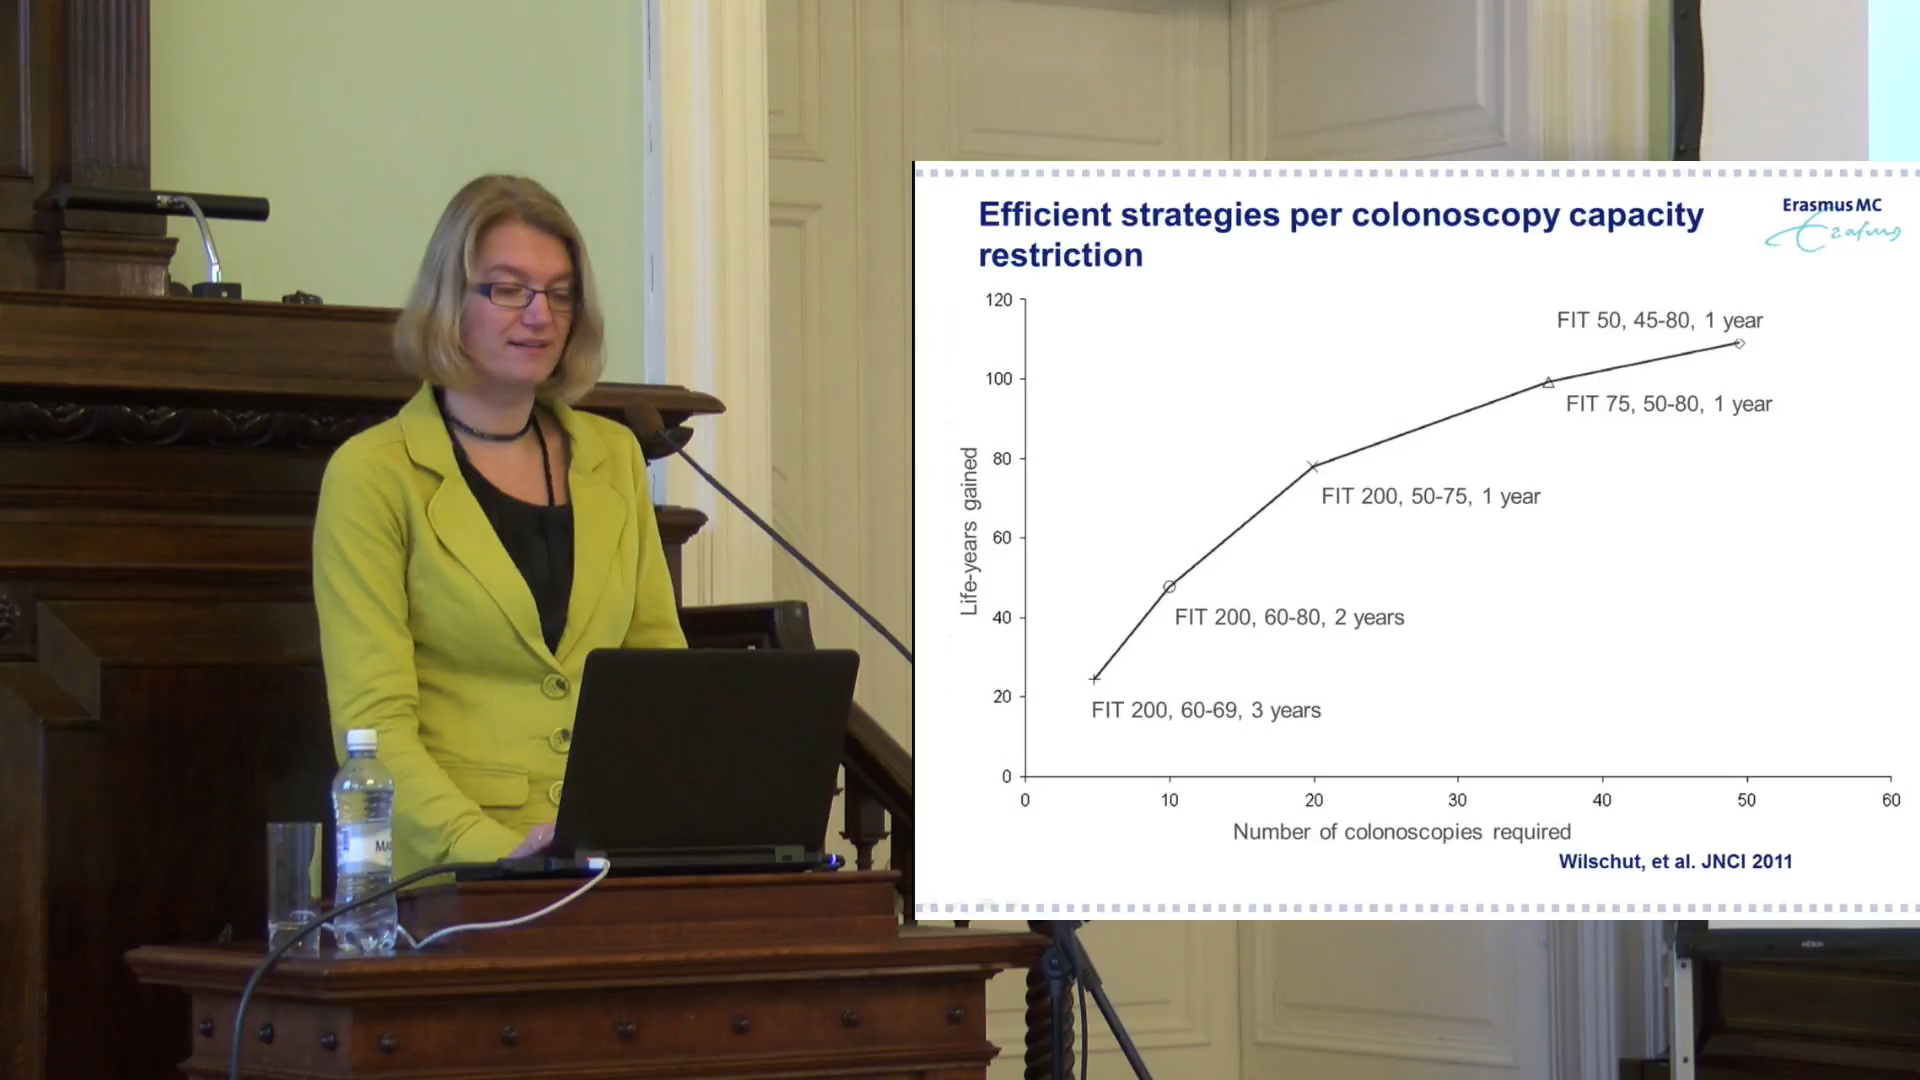 Efficient strategies per colonoscopy capacity
restriction
Erasmus MC
Erasmus
120
FIT 50, 45-80, 1 year
100
FIT 75, 50-80, 1 year
80
FIT 200, 50-75, 1 year
60
Life-years gained
40
FIT 200, 60-80, 2 years
20
FIT 200, 60-69, 3 years
0
0 10 20 30 40 50 60
Number of colonoscopies required
Wilschut, et al. JNCI 2011